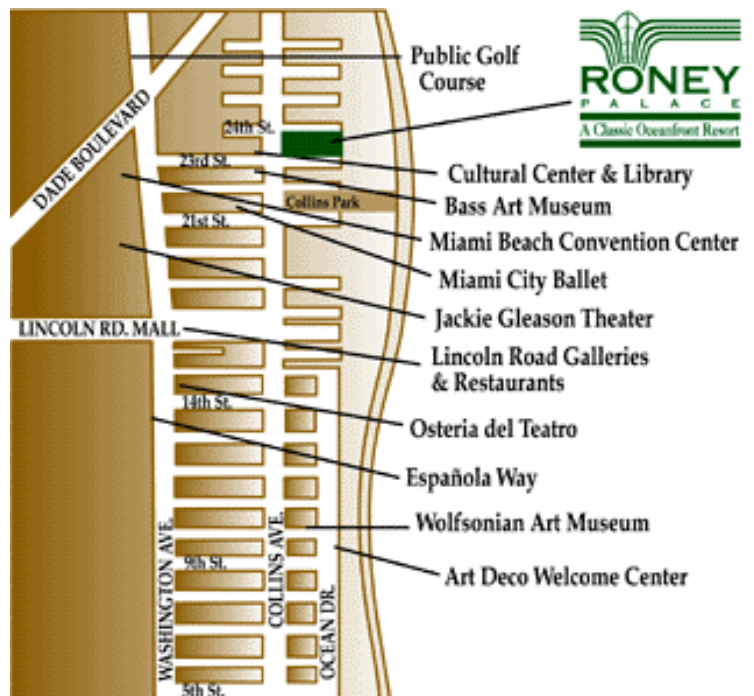 Public Golf
Course
RONEY
PALACE
A Classic Oceanfront Resort
DADE BOULEVARD
24th St.
23rd St.
Cultural Center & Library
Bass Art Museum
Collins Park
21st St.
Miami Beach Convention Center
Miami City Ballet
Jackie Gleason Theater
LINCOLN RD. MALL
Lincoln Road Galleries
& Restaurants
14th St.
Osteria del Teatro
Española Way
Wolfsonian Art Museum
WASHINGTON AVE.
COLLINS AVE.
OCEAN DR.
9th St.
Art Deco Welcome Center
5th St.